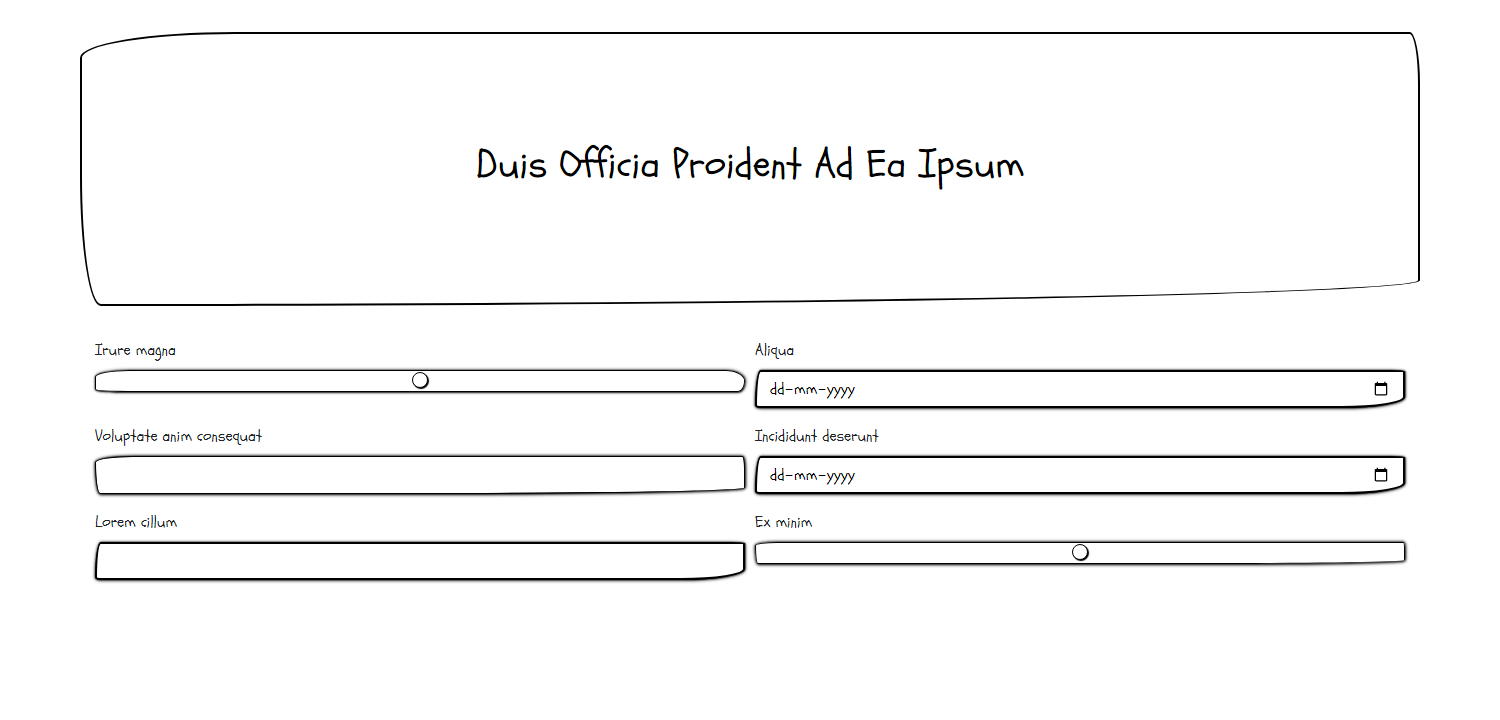 Duis Officia Proident Ad Ea Ipsum
Irure magna
Aliqua
dd-mm-yyyy
Voluptate anim consequat
Incididunt deserunt
dd-mm-yyyy
Lorem cillum
Ex minim